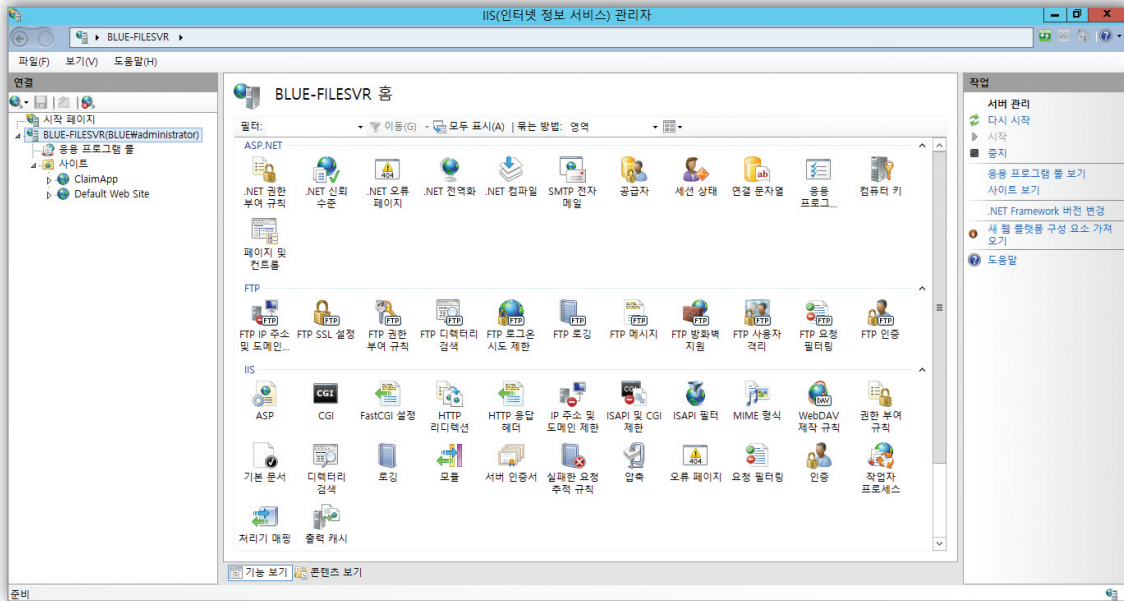 IIS(인터넷 정보 서비스) 관리자
BLUE-FILESVR
파일(F) 보기(V) 도움말(H)
연결
시작 페이지
BLUE-FILESVR(BLUE₩administrator)
응용 프로그램 풀
사이트
ClaimApp
Default Web Site
BLUE-FILESVR 홈
필터: 이동(G) 모두 표시(A) 묶는 방법: 영역
ASP.NET
.NET 권한 부여 규칙
.NET 신뢰 수준
.NET 오류 페이지
.NET 전역화
.NET 컴파일
SMTP 전자 메일
공급자
세션 상태
연결 문자열
응용 프로그...
컴퓨터 키
페이지 및 컨트롤
FTP
FTP IP 주소 및 도메인...
FTP SSL 설정
FTP 권한 부여 규칙
FTP 디렉터리 검색
FTP 로그온 시도 제한
FTP 로깅
FTP 메시지
FTP 방화벽 지원
FTP 사용자 격리
FTP 요청 필터링
FTP 인증
IIS
ASP
CGI
FastCGI 설정
HTTP 리디렉션
HTTP 응답 헤더
IP 주소 및 도메인 제한
ISAPI 및 CGI 제한
ISAPI 필터
MIME 형식
WebDAV 제작 규칙
권한 부여 규칙
기본 문서
디렉터리 검색
로깅
모듈
서버 인증서
실패한 요청 추적 규칙
압축
오류 페이지
요청 필터링
인증
작업자 프로세스
처리기 매핑
출력 캐시
기능 보기 콘텐츠 보기
작업
서버 관리
다시 시작
시작
중지
응용 프로그램 풀 보기
사이트 보기
.NET Framework 버전 변경
새 웹 플랫폼 구성 요소 가져
오기
도움말
준비